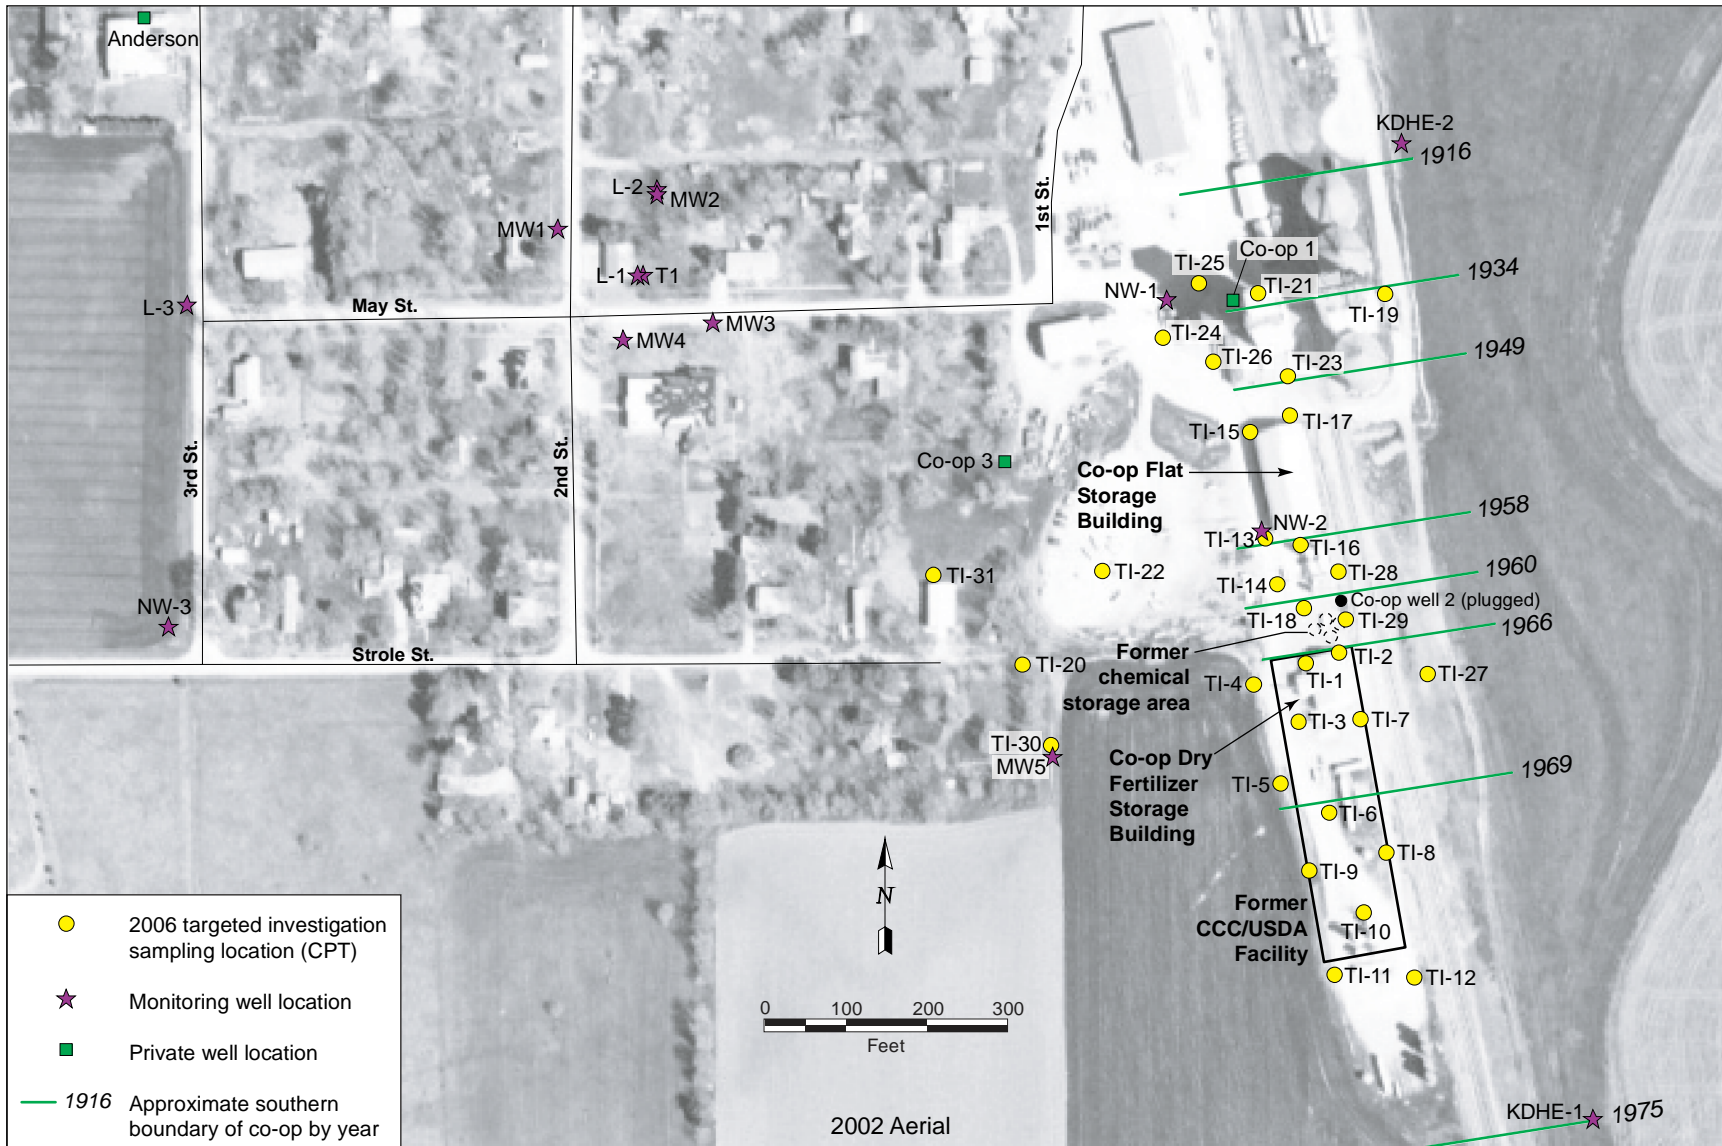 Anderson
KDHE-2
1916
L-2
MW2
MW1
1st St.
L-1
T1
Co-op 1
TI-25
TI-21
1934
NW-1
TI-19
L-3
May St.
MW3
MW4
TI-24
TI-26
TI-23
1949
TI-17
TI-15
3rd St.
2nd St.
Co-op 3
Co-op Flat
Storage
Building
1958
NW-2
TI-13
TI-16
TI-31
TI-22
TI-14
TI-28
1960
Co-op well 2 (plugged)
NW-3
TI-18
TI-29
1966
Strole St.
Former
chemical
storage area
TI-20
TI-2
TI-1
TI-27
TI-4
TI-3
TI-7
TI-30
MW5
Co-op Dry
Fertilizer
Storage
Building
1969
TI-5
TI-6
TI-8
TI-9
N
Former
CCC/USDA
Facility
TI-10
TI-11
TI-12
2006 targeted investigation
sampling location (CPT)
Monitoring well location
Private well location
1916 Approximate southern
boundary of co-op by year
0 100 200 300
Feet
2002 Aerial
KDHE-1
1975